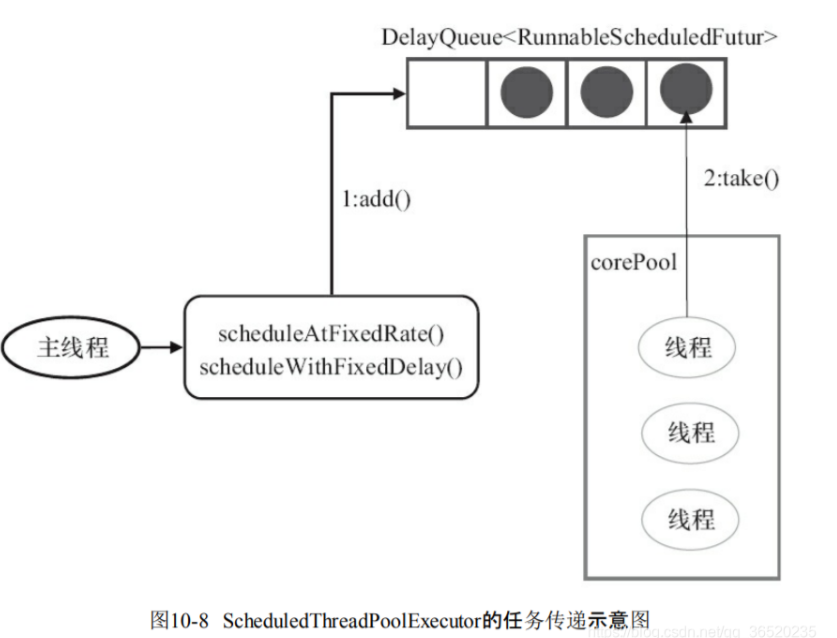 DelayQueue<RunnableScheduledFutur>
1:add()
2:take()
corePool
主线程
scheduleAtFixedRate()
scheduleWithFixedDelay()
线程
线程
线程
图10-8 ScheduledThreadPoolExecutor的任务传递示意图
https://blog.csdn.net/qq_36520235